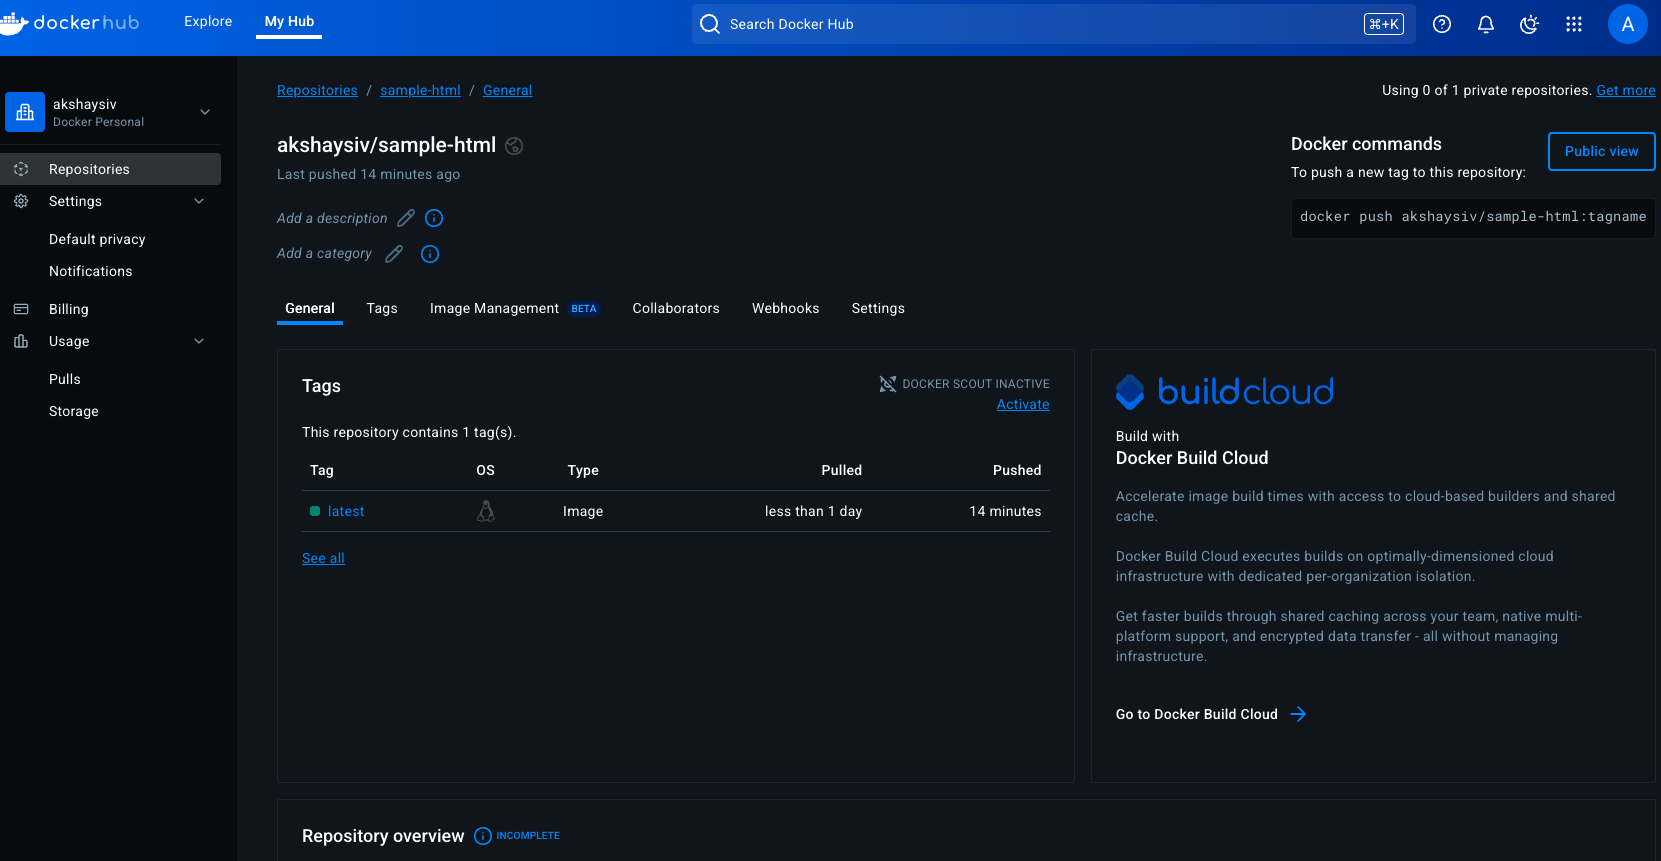 dockerhub
Explore
My Hub
Search Docker Hub
⌘+K
A
akshaysiv
Docker Personal
Repositories
Settings
Default privacy
Notifications
Billing
Usage
Pulls
Storage
Repositories / sample-html / General
Using 0 of 1 private repositories. Get more
akshaysiv/sample-html
Last pushed 14 minutes ago
Add a description
Add a category
Docker commands
Public view
To push a new tag to this repository:
docker push akshaysiv/sample-html:tagname
General Tags Image Management BETA Collaborators Webhooks Settings
Tags
DOCKER SCOUT INACTIVE
Activate
This repository contains 1 tag(s).
Tag OS Type Pulled Pushed
latest Image less than 1 day 14 minutes
See all
buildcloud
Build with
Docker Build Cloud
Accelerate image build times with access to cloud-based builders and shared
cache.
Docker Build Cloud executes builds on optimally-dimensioned cloud
infrastructure with dedicated per-organization isolation.
Get faster builds through shared caching across your team, native multi-
platform support, and encrypted data transfer - all without managing
infrastructure.
Go to Docker Build Cloud
Repository overview INCOMPLETE